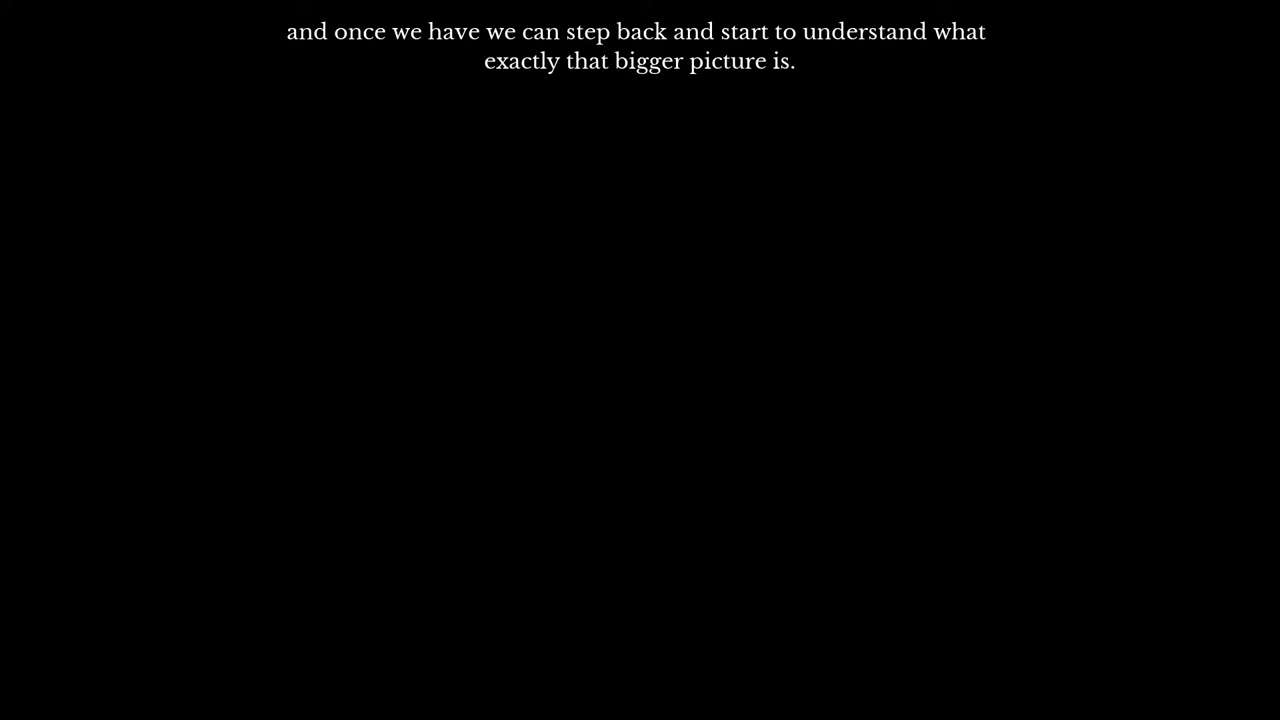 and once we have we can step back and start to understand what
exactly that bigger picture is.